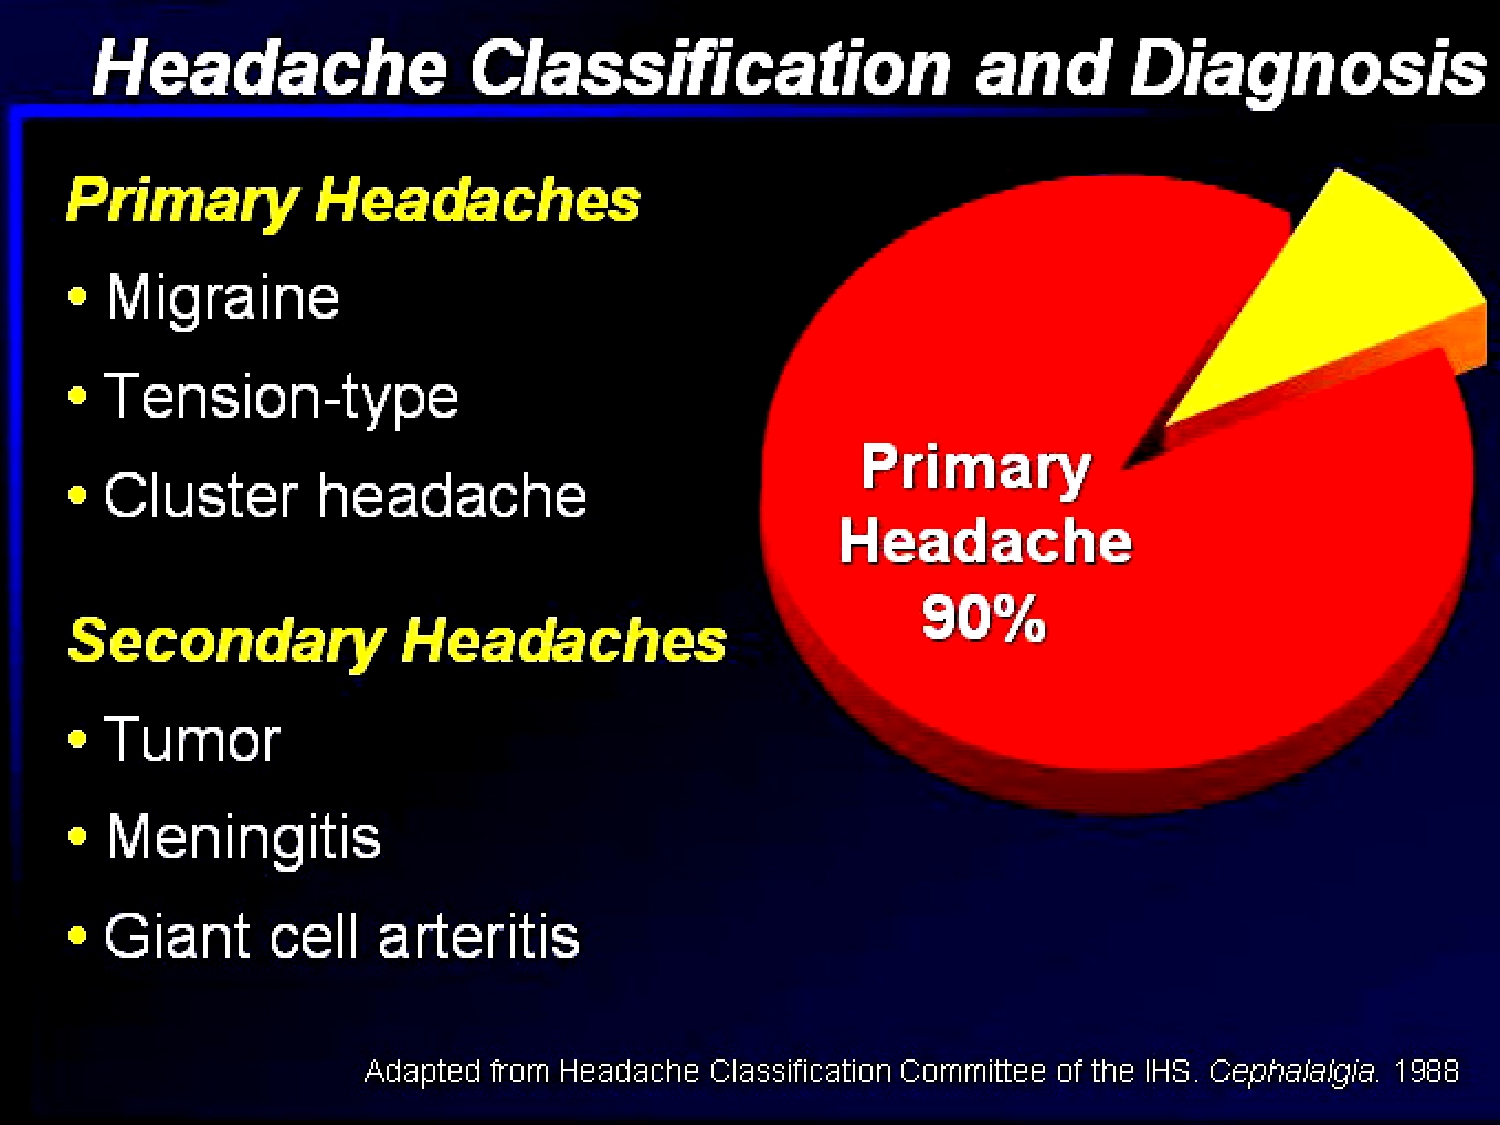 Headache Classification and Diagnosis
Primary Headaches
• Migraine
• Tension-type
• Cluster headache
Secondary Headaches
• Tumor
• Meningitis
• Giant cell arteritis
Primary
Headache
90%
Adapted from Headache Classification Committee of the IHS. Cephalalgia. 1988